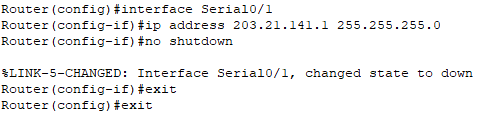 Router(config)#interface Serial0/1
Router(config-if)#ip address 203.21.141.1 255.255.255.0
Router(config-if)#no shutdown
%LINK-5-CHANGED: Interface Serial0/1, changed state to down
Router(config-if)#exit
Router(config)#exit